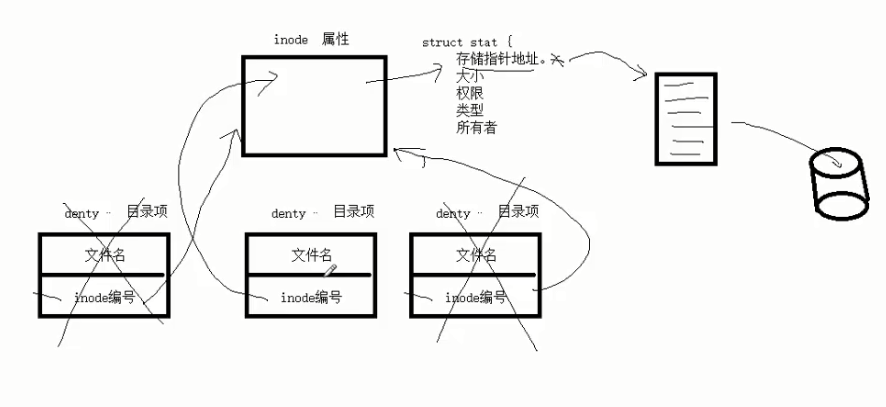 inode 属性
struct stat {
存储指针地址。*
大小
权限
类型
所有者
denty 目录项
文件名
inode编号
denty 目录项
文件名
inode编号
denty 目录项
文件名
inode编号